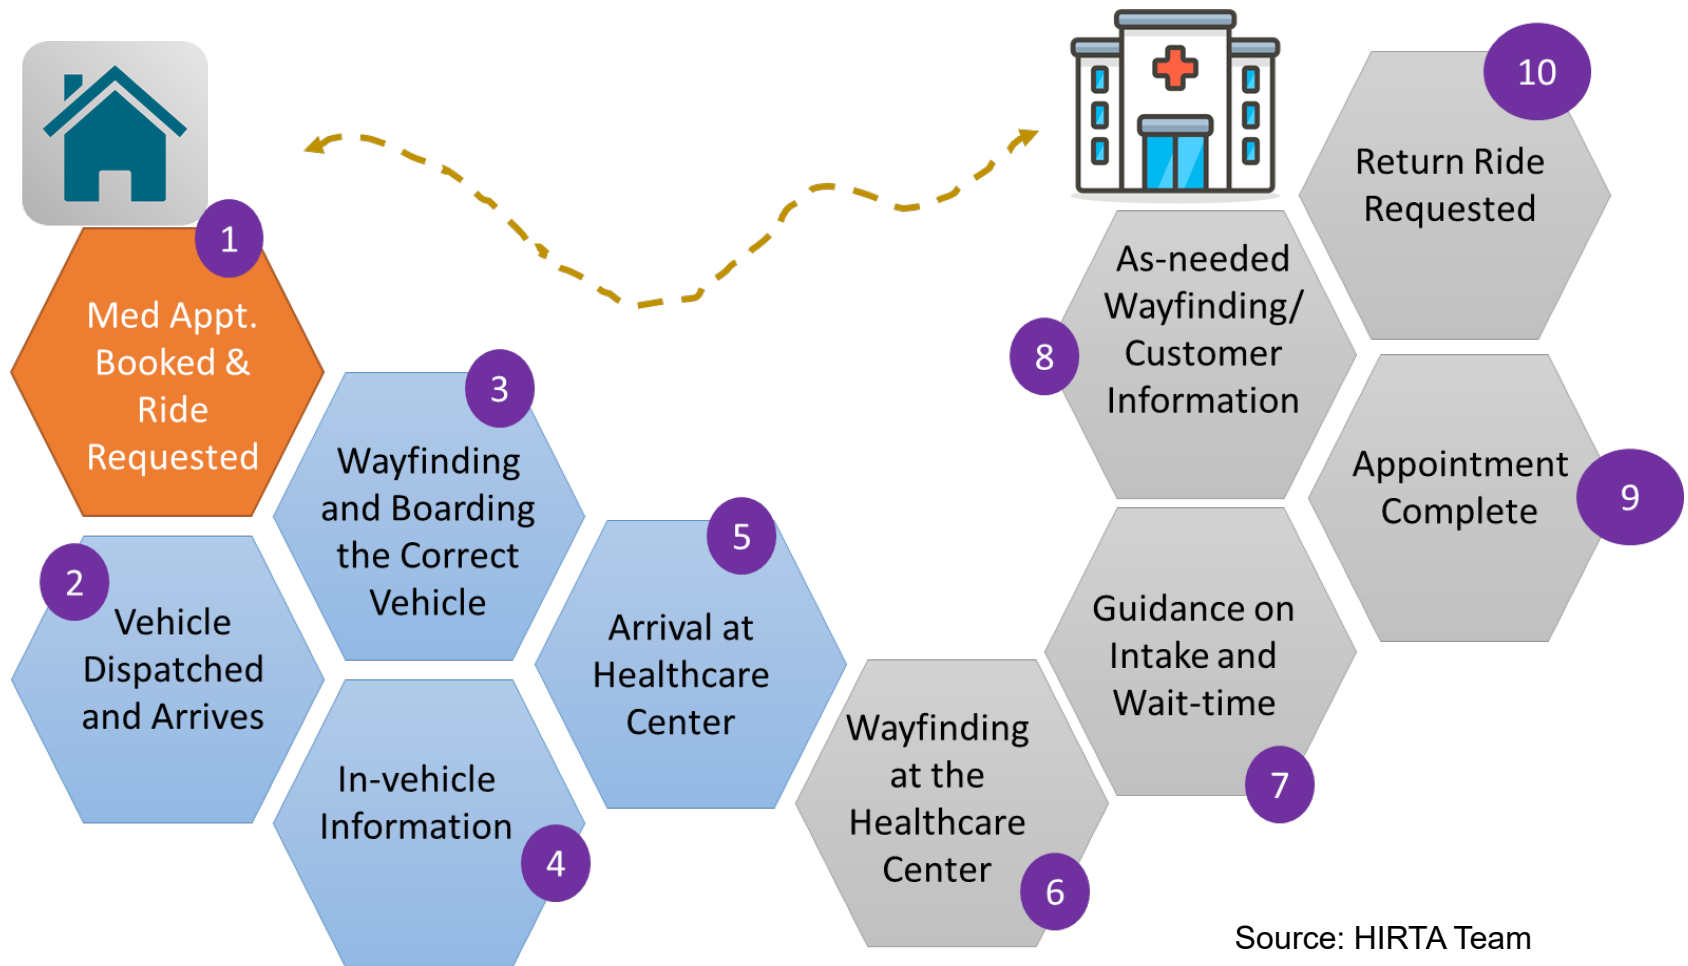 1
Med Appt.
Booked &
Ride
Requested
2
Vehicle
Dispatched
and Arrives
3
Wayfinding
and Boarding
the Correct
Vehicle
4
In-vehicle
Information
5
Arrival at
Healthcare
Center
6
Wayfinding
at the
Healthcare
Center
7
Guidance on
Intake and
Wait-time
8
As-needed
Wayfinding/
Customer
Information
9
Appointment
Complete
10
Return Ride
Requested
Source: HIRTA Team